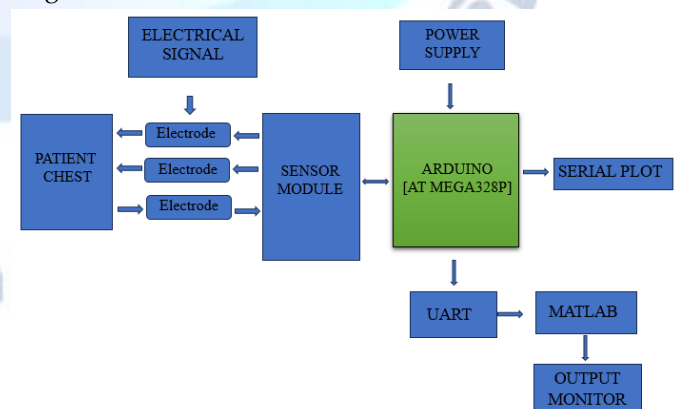 ELECTRICAL
SIGNAL
POWER
SUPPLY
Electrode
Electrode
Electrode
PATIENT
CHEST
SENSOR
MODULE
ARDUINO
[AT MEGA328P]
SERIAL PLOT
UART
MATLAB
OUTPUT
MONITOR